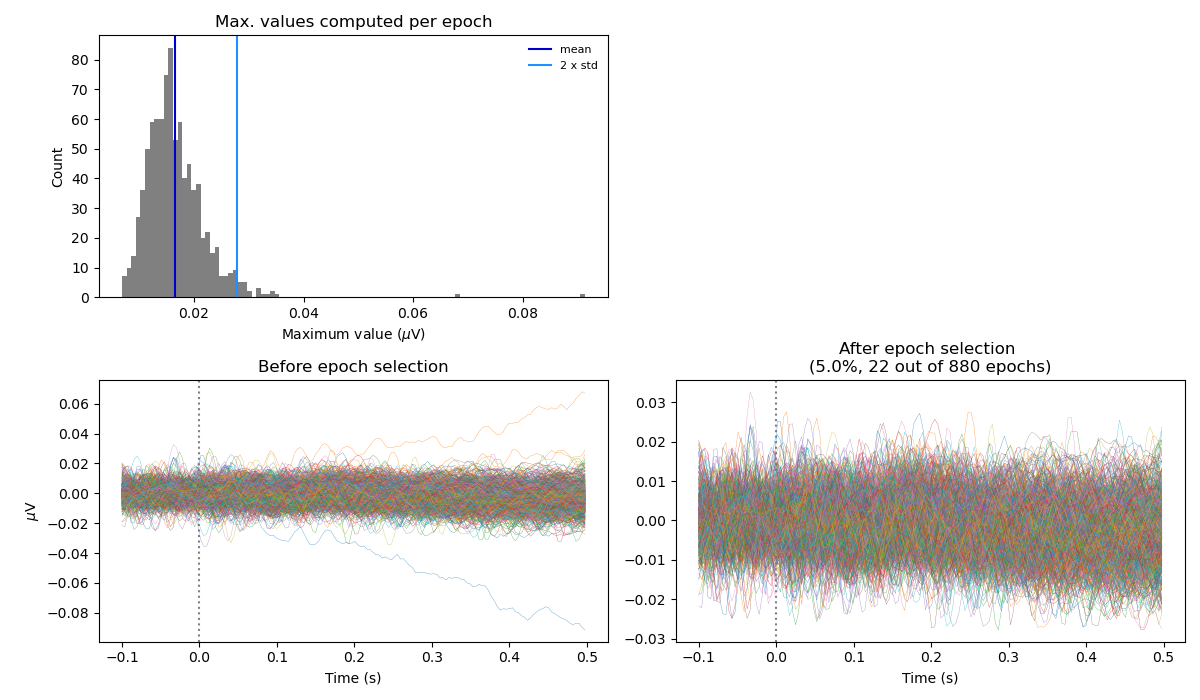 Max. values computed per epoch
mean
2 x std
Count
80
70
60
50
40
30
20
10
0
0.02 0.04 0.06 0.08
Maximum value (μV)
Before epoch selection
μV
0.06
0.04
0.02
0.00
−0.02
−0.04
−0.06
−0.08
−0.1 0.0 0.1 0.2 0.3 0.4 0.5
Time (s)
After epoch selection
(5.0%, 22 out of 880 epochs)
0.03
0.02
0.01
0.00
−0.01
−0.02
−0.03
−0.1 0.0 0.1 0.2 0.3 0.4 0.5
Time (s)